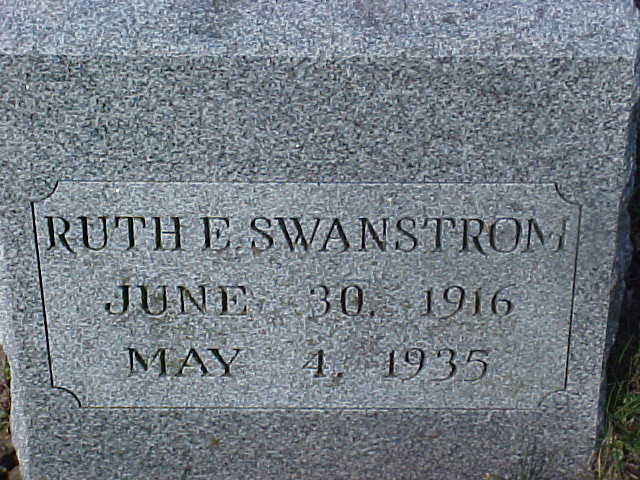 RUTH E. SWANSTROM
JUNE 30, 1916
MAY 4, 1935